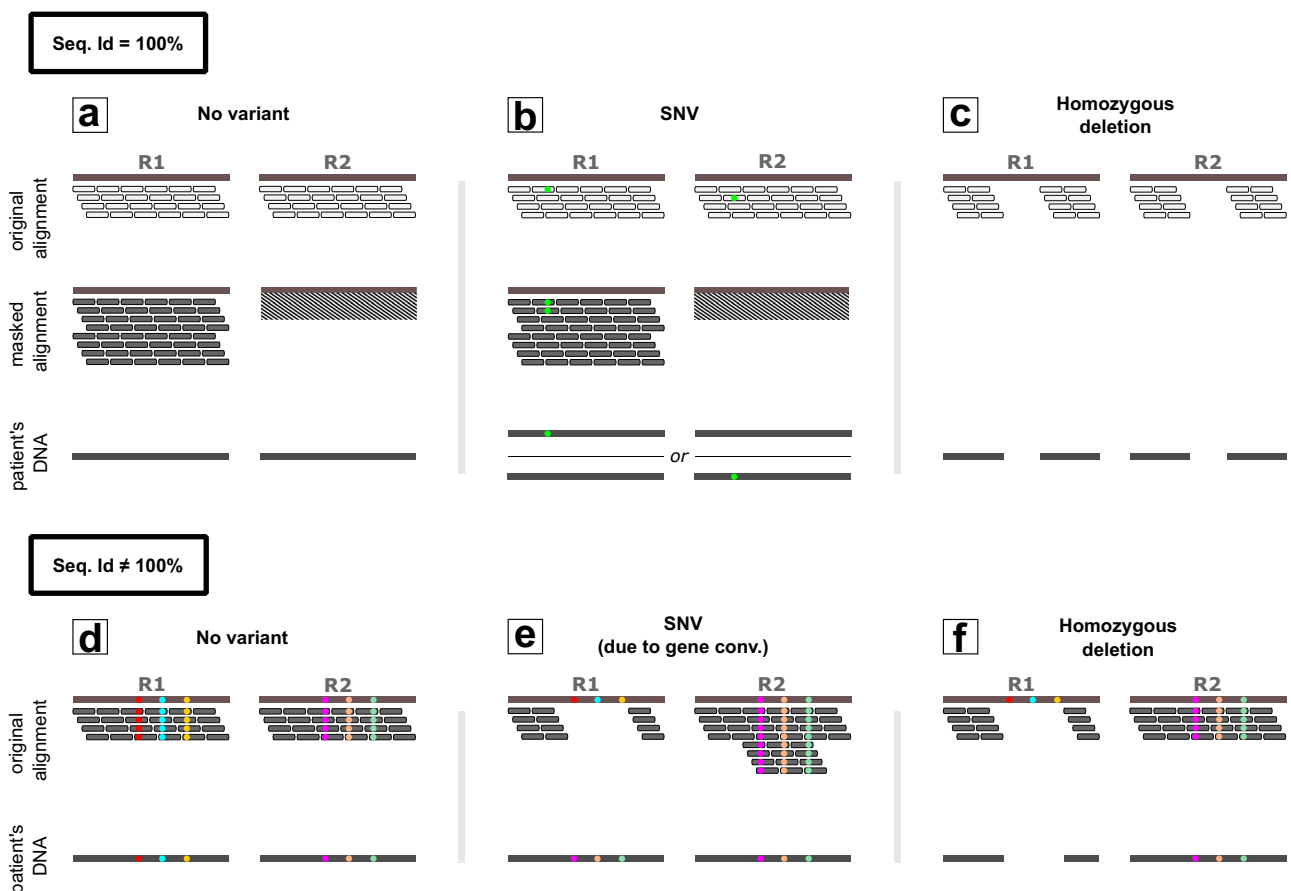 Seq. Id = 100%
a
No variant
b
SNV
c
Homozygous
deletion
R1
R2
R1
R2
R1
R2
original
alignment
masked
alignment
patient's
DNA
or
Seq. Id ≠ 100%
d
No variant
e
SNV
(due to gene conv.)
f
Homozygous
deletion
R1
R2
R1
R2
R1
R2
original
alignment
patient's
DNA